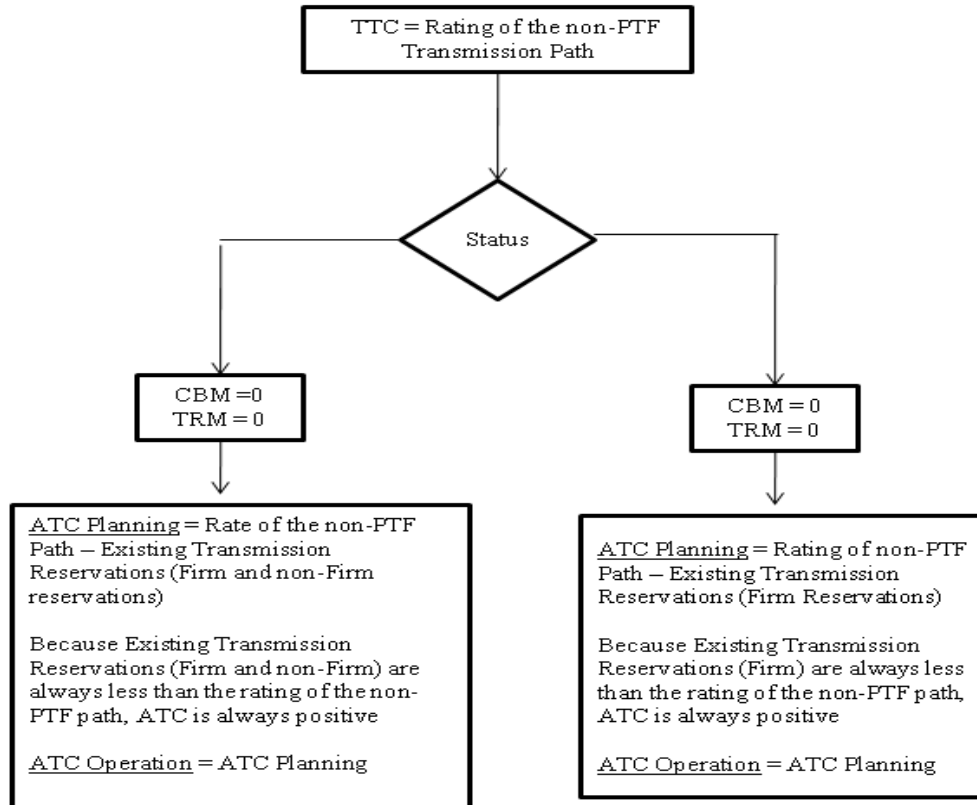 TTC = Rating of the non-PTF
Transmission Path
Status
CBM =0
TRM = 0
CBM = 0
TRM = 0
ATC Planning = Rate of the non-PTF
Path – Existing Transmission
Reservations (Firm and non-Firm
reservations)
Because Existing Transmission
Reservations (Firm and non-Firm) are
always less than the rating of the non-
PTF path, ATC is always positive
ATC Operation = ATC Planning
ATC Planning = Rating of non-PTF
Path – Existing Transmission
Reservations (Firm Reservations)
Because Existing Transmission
Reservations (Firm) are always less
than the rating of the non-PTF path,
ATC is always positive
ATC Operation = ATC Planning